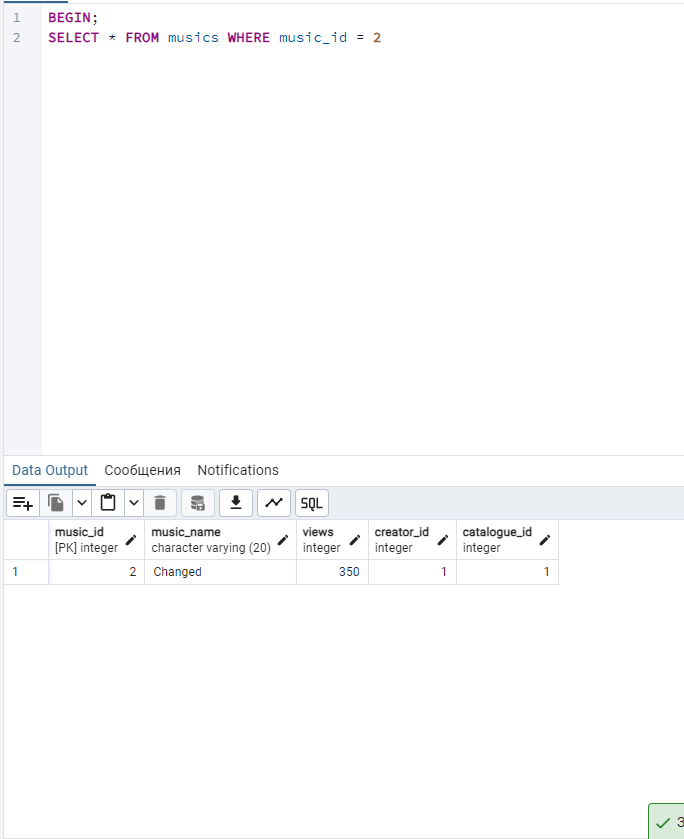 1 BEGIN;
2 SELECT * FROM musics WHERE music_id = 2
Data Output Сообщения Notifications
SQL
music_id music_name views creator_id catalogue_id
[PK] integer character varying (20) integer integer integer
1 2 Changed 350 1 1
3